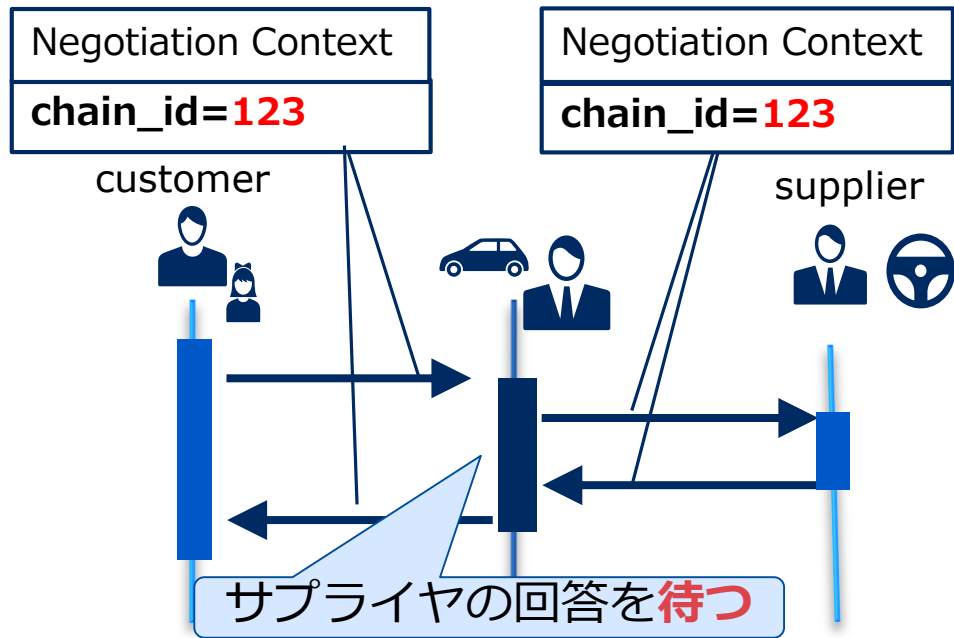 Negotiation Context
chain_id=123
Negotiation Context
chain_id=123
customer
supplier
サプライヤの回答を待つ